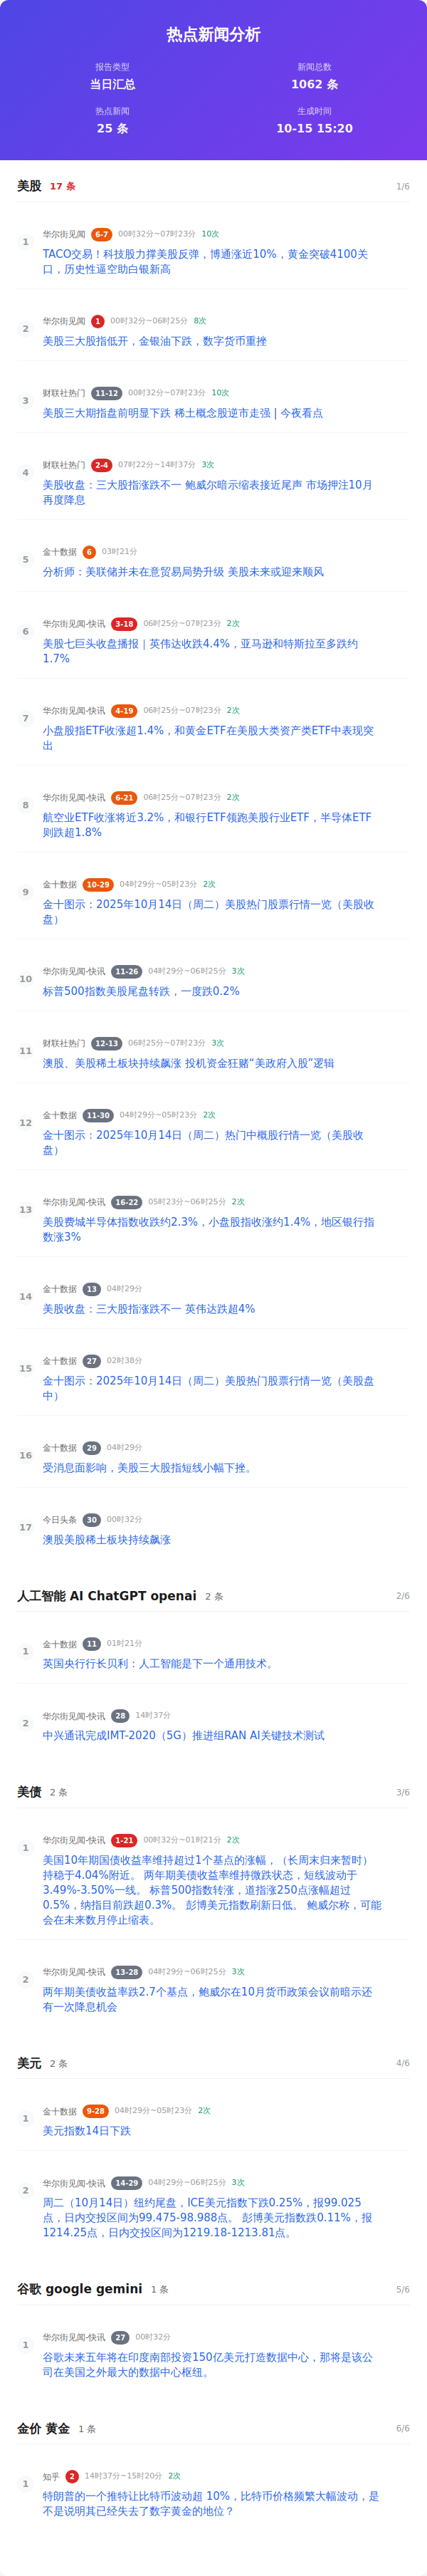 热点新闻分析
报告类型
新闻总数
当日汇总
1062 条
热点新闻
生成时间
25 条
10-15 15:20
美股 17 条 1/6
1
华尔街见闻 6-7 00时32分~07时23分 10次
TACO交易！科技股力撑美股反弹，博通涨近10%，黄金突破4100关
口，历史性逼空助白银新高
2
华尔街见闻 1 00时32分~06时25分 8次
美股三大股指低开，金银油下跌，数字货币重挫
3
财联社热门 11-12 00时32分~07时23分 10次
美股三大期指盘前明显下跌 稀土概念股逆市走强 | 今夜看点
4
财联社热门 2-4 07时22分~14时37分 3次
美股收盘：三大股指涨跌不一 鲍威尔暗示缩表接近尾声 市场押注10月
再度降息
5
金十数据 6 03时21分
分析师：美联储并未在意贸易局势升级 美股未来或迎来顺风
6
华尔街见闻-快讯 3-18 06时25分~07时23分 2次
美股七巨头收盘播报｜英伟达收跌4.4%，亚马逊和特斯拉至多跌约
1.7%
7
华尔街见闻-快讯 4-19 06时25分~07时23分 2次
小盘股指ETF收涨超1.4%，和黄金ETF在美股大类资产类ETF中表现突
出
8
华尔街见闻-快讯 6-21 06时25分~07时23分 2次
航空业ETF收涨将近3.2%，和银行ETF领跑美股行业ETF，半导体ETF
则跌超1.8%
9
金十数据 10-29 04时29分~05时23分 2次
金十图示：2025年10月14日（周二）美股热门股票行情一览（美股收
盘）
10
华尔街见闻-快讯 11-26 04时29分~06时25分 3次
标普500指数美股尾盘转跌，一度跌0.2%
11
财联社热门 12-13 06时25分~07时23分 3次
澳股、美股稀土板块持续飙涨 投机资金狂赌“美政府入股”逻辑
12
金十数据 11-30 04时29分~05时23分 2次
金十图示：2025年10月14日（周二）热门中概股行情一览（美股收
盘）
13
华尔街见闻-快讯 16-22 05时23分~06时25分 2次
美股费城半导体指数收跌约2.3%，小盘股指收涨约1.4%，地区银行指
数涨3%
14
金十数据 13 04时29分
美股收盘：三大股指涨跌不一 英伟达跌超4%
15
金十数据 27 02时38分
金十图示：2025年10月14日（周二）美股热门股票行情一览（美股盘
中）
16
金十数据 29 04时29分
受消息面影响，美股三大股指短线小幅下挫。
17
今日头条 30 00时32分
澳股美股稀土板块持续飙涨
人工智能 AI ChatGPT openai 2 条 2/6
1
金十数据 11 01时21分
英国央行行长贝利：人工智能是下一个通用技术。
2
华尔街见闻-快讯 28 14时37分
中兴通讯完成IMT-2020（5G）推进组RAN AI关键技术测试
美债 2 条 3/6
1
华尔街见闻-快讯 1-21 00时32分~01时21分 2次
美国10年期国债收益率维持超过1个基点的涨幅，（长周末归来暂时）
持稳于4.04%附近。 两年期美债收益率维持微跌状态，短线波动于
3.49%-3.50%一线。 标普500指数转涨，道指涨250点涨幅超过
0.5%，纳指目前跌超0.3%。 彭博美元指数刷新日低。 鲍威尔称，可能
会在未来数月停止缩表。
2
华尔街见闻-快讯 13-28 04时29分~06时25分 3次
两年期美债收益率跌2.7个基点，鲍威尔在10月货币政策会议前暗示还
有一次降息机会
美元 2 条 4/6
1
金十数据 9-28 04时29分~05时23分 2次
美元指数14日下跌
2
华尔街见闻-快讯 14-29 04时29分~06时25分 3次
周二（10月14日）纽约尾盘，ICE美元指数下跌0.25%，报99.025
点，日内交投区间为99.475-98.988点。 彭博美元指数跌0.11%，报
1214.25点，日内交投区间为1219.18-1213.81点。
谷歌 google gemini 1 条 5/6
1
华尔街见闻-快讯 27 00时32分
谷歌未来五年将在印度南部投资150亿美元打造数据中心，那将是该公
司在美国之外最大的数据中心枢纽。
金价 黄金 1 条 6/6
1
知乎 2 14时37分~15时20分 2次
特朗普的一个推特让比特币波动超 10%，比特币价格频繁大幅波动，是
不是说明其已经失去了数字黄金的地位？